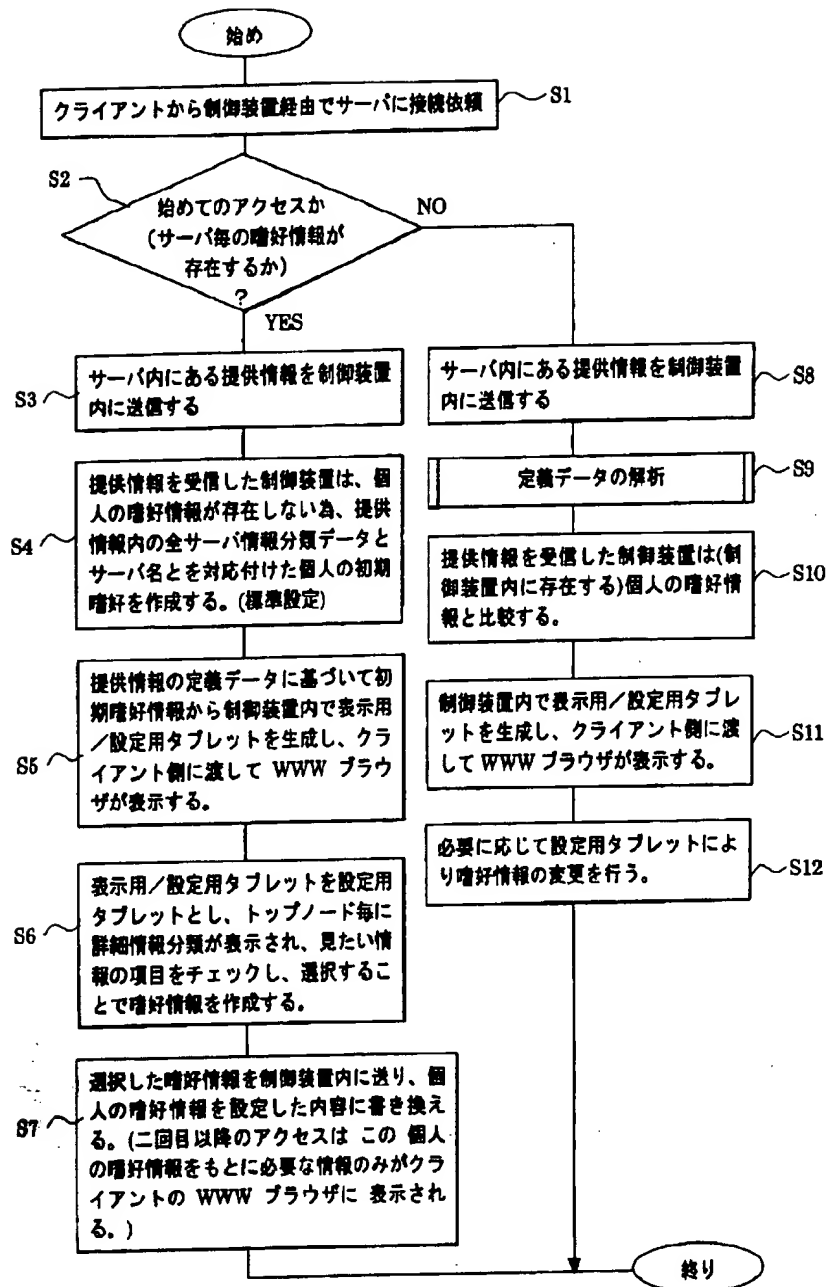 始め
クライアントから制御装置経由でサーバに接続依頼
S1
S2
始めてのアクセスか
(サーバ毎の嗜好情報が
存在するか)
?
NO
YES
S3
サーバ内にある提供情報を制御装置
内に送信する
S4
提供情報を受信した制御装置は、個
人の嗜好情報が存在しない為、提供
情報内の全サーバ情報分類データと
サーバ名とを対応付けた個人の初期
嗜好を作成する。(標準設定)
S5
提供情報の定義データに基づいて初
期嗜好情報から制御装置内で表示用
/設定用タブレットを生成し、クラ
イアント側に渡して WWW ブラウ
ザが表示する。
S6
表示用/設定用タブレットを設定用
タブレットとし、トップノード毎に
詳細情報分類が表示され、見たい情
報の項目をチェックし、選択するこ
とで嗜好情報を作成する。
S7
選択した嗜好情報を制御装置内に送り、個
人の嗜好情報を設定した内容に書き換え
る。(二回目以降のアクセスは この 個人
の嗜好情報をもとに必要な情報のみがクラ
イアントの WWW ブラウザに 表示され
る。)
サーバ内にある提供情報を制御装置
内に送信する
S8
定義データの解析
S9
提供情報を受信した制御装置は(制
御装置内に存在する)個人の嗜好情
報と比較する。
S10
制御装置内で表示用/設定用タブレ
ットを生成し、クライアント側に渡
して WWW ブラウザが表示する。
S11
必要に応じて設定用タブレットによ
り嗜好情報の変更を行う。
S12
終り